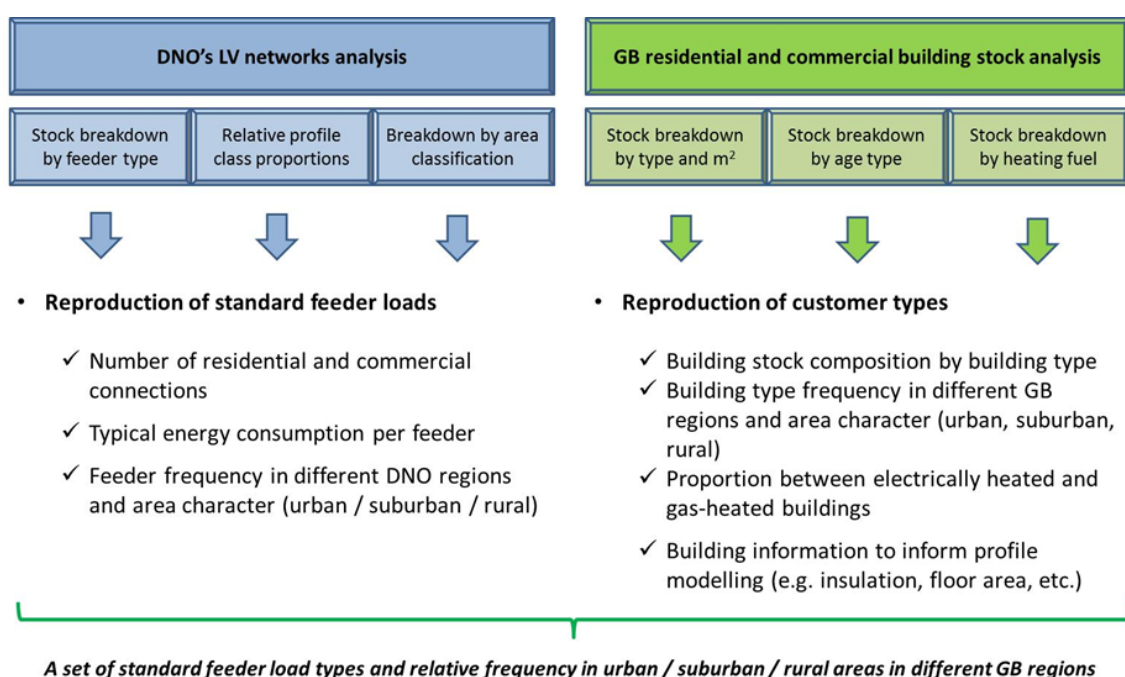 DNO's LV networks analysis
Stock breakdown
by feeder type
Relative profile
class proportions
Breakdown by area
classification
• Reproduction of standard feeder loads
✓ Number of residential and commercial
connections
✓ Typical energy consumption per feeder
✓ Feeder frequency in different DNO regions
and area character (urban / suburban / rural)
GB residential and commercial building stock analysis
Stock breakdown
by type and m²
Stock breakdown
by age type
Stock breakdown
by heating fuel
• Reproduction of customer types
✓ Building stock composition by building type
✓ Building type frequency in different GB
regions and area character (urban, suburban,
rural)
✓ Proportion between electrically heated and
gas-heated buildings
✓ Building information to inform profile
modelling (e.g. insulation, floor area, etc.)
A set of standard feeder load types and relative frequency in urban / suburban / rural areas in different GB regions